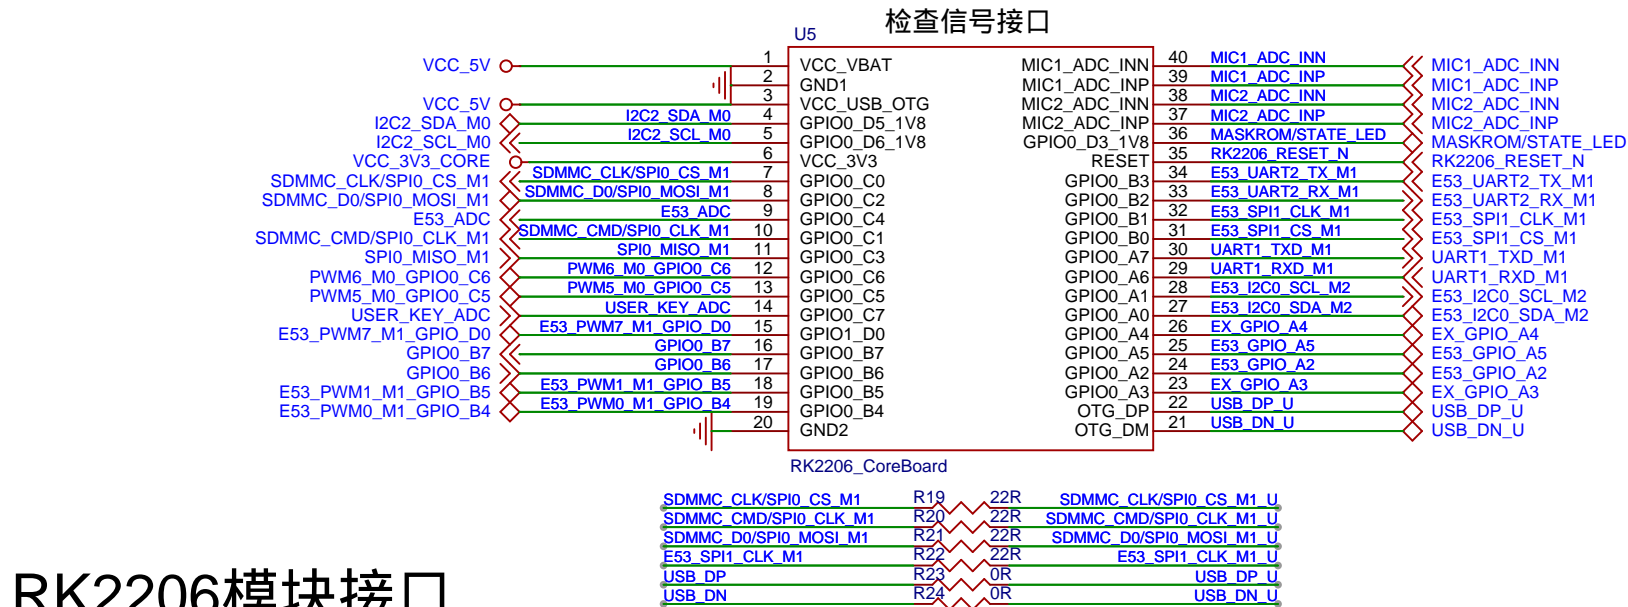 检查信号接口
U5
VCC_5V 1 VCC_VBAT MIC1_ADC_INN 40 MIC1_ADC_INN MIC1_ADC_INN
2 GND1 MIC1_ADC_INP 39 MIC1_ADC_INP MIC1_ADC_INP
VCC_5V 3 VCC_USB_OTG MIC2_ADC_INN 38 MIC2_ADC_INN MIC2_ADC_INN
I2C2_SDA_M0 I2C2_SDA_M0 4 GPIO0_D5_1V8 MIC2_ADC_INP 37 MIC2_ADC_INP MIC2_ADC_INP
I2C2_SCL_M0 I2C2_SCL_M0 5 GPIO0_D6_1V8 GPIO0_D3_1V8 36 MASKROM/STATE_LED MASKROM/STATE_LED
VCC_3V3_CORE 6 VCC_3V3 RESET 35 RK2206_RESET_N RK2206_RESET_N
SDMMC_CLK/SPI0_CS_M1 SDMMC_CLK/SPI0_CS_M1 7 GPIO0_C0 GPIO0_B3 34 E53_UART2_TX_M1 E53_UART2_TX_M1
SDMMC_D0/SPI0_MOSI_M1 SDMMC_D0/SPI0_MOSI_M1 8 GPIO0_C2 GPIO0_B2 33 E53_UART2_RX_M1 E53_UART2_RX_M1
E53_ADC E53_ADC 9 GPIO0_C4 GPIO0_B1 32 E53_SPI1_CLK_M1 E53_SPI1_CLK_M1
SDMMC_CMD/SPI0_CLK_M1 SDMMC_CMD/SPI0_CLK_M1 10 GPIO0_C1 GPIO0_B0 31 E53_SPI1_CS_M1 E53_SPI1_CS_M1
SPI0_MISO_M1 SPI0_MISO_M1 11 GPIO0_C3 GPIO0_A7 30 UART1_TXD_M1 UART1_TXD_M1
PWM6_M0_GPIO0_C6 PWM6_M0_GPIO0_C6 12 GPIO0_C6 GPIO0_A6 29 UART1_RXD_M1 UART1_RXD_M1
PWM5_M0_GPIO0_C5 PWM5_M0_GPIO0_C5 13 GPIO0_C5 GPIO0_A1 28 E53_I2C0_SCL_M2 E53_I2C0_SCL_M2
USER_KEY_ADC USER_KEY_ADC 14 GPIO0_C7 GPIO0_A0 27 E53_I2C0_SDA_M2 E53_I2C0_SDA_M2
E53_PWM7_M1_GPIO_D0 E53_PWM7_M1_GPIO_D0 15 GPIO1_D0 GPIO0_A4 26 EX_GPIO_A4 EX_GPIO_A4
GPIO0_B7 GPIO0_B7 16 GPIO0_B7 GPIO0_A5 25 E53_GPIO_A5 E53_GPIO_A5
GPIO0_B6 GPIO0_B6 17 GPIO0_B6 GPIO0_A2 24 E53_GPIO_A2 E53_GPIO_A2
E53_PWM1_M1_GPIO_B5 E53_PWM1_M1_GPIO_B5 18 GPIO0_B5 GPIO0_A3 23 EX_GPIO_A3 EX_GPIO_A3
E53_PWM0_M1_GPIO_B4 E53_PWM0_M1_GPIO_B4 19 GPIO0_B4 OTG_DP 22 USB_DP_U USB_DP_U
20 GND2 OTG_DM 21 USB_DN_U USB_DN_U
RK2206_CoreBoard
SDMMC_CLK/SPI0_CS_M1 R19 22R SDMMC_CLK/SPI0_CS_M1_U
SDMMC_CMD/SPI0_CLK_M1 R20 22R SDMMC_CMD/SPI0_CLK_M1_U
SDMMC_D0/SPI0_MOSI_M1 R21 22R SDMMC_D0/SPI0_MOSI_M1_U
E53_SPI1_CLK_M1 R22 22R E53_SPI1_CLK_M1_U
USB_DP R23 0R USB_DP_U
USB_DN R24 0R USB_DN_U
RK2206模块接口